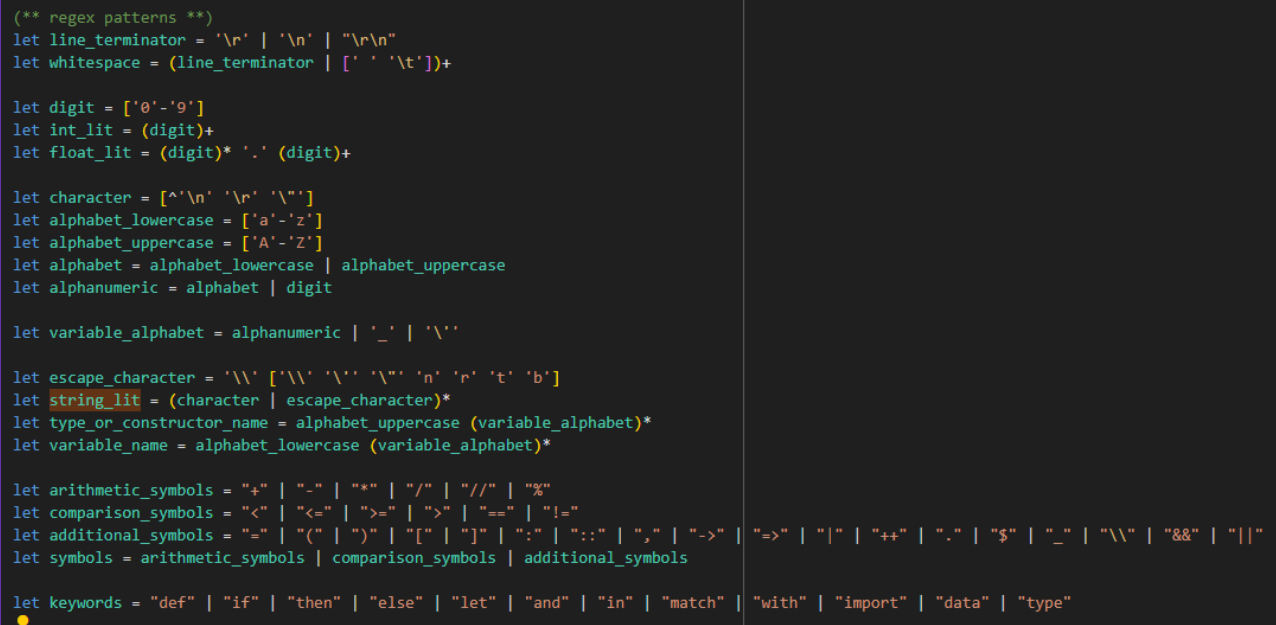 (** regex patterns **)
let line_terminator = '\r' | '\n' | "\r\n"
let whitespace = (line_terminator | [' ' '\t'])+
let digit = ['0'-'9']
let int_lit = (digit)+
let float_lit = (digit)* '.' (digit)+
let character = [^'\n' '\r' '\"']
let alphabet_lowercase = ['a'-'z']
let alphabet_uppercase = ['A'-'Z']
let alphabet = alphabet_lowercase | alphabet_uppercase
let alphanumeric = alphabet | digit
let variable_alphabet = alphanumeric | '_' | '\''
let escape_character = '\\' ['\\' '\'' '\"' 'n' 'r' 't' 'b']
let string_lit = (character | escape_character)*
let type_or_constructor_name = alphabet_uppercase (variable_alphabet)*
let variable_name = alphabet_lowercase (variable_alphabet)*
let arithmetic_symbols = "+" | "-" | "*" | "/" | "//" | "%"
let comparison_symbols = "<" | "<=" | ">=" | ">" | "==" | "!="
let additional_symbols = "=" | "(" | ")" | "[" | "]" | ":" | "::" | "," | "->" | "=>" | "|" | "++" | "." | "$" | "_" | "\\" | "&&" | "||"
let symbols = arithmetic_symbols | comparison_symbols | additional_symbols
let keywords = "def" | "if" | "then" | "else" | "let" | "and" | "in" | "match" | "with" | "import" | "data" | "type"